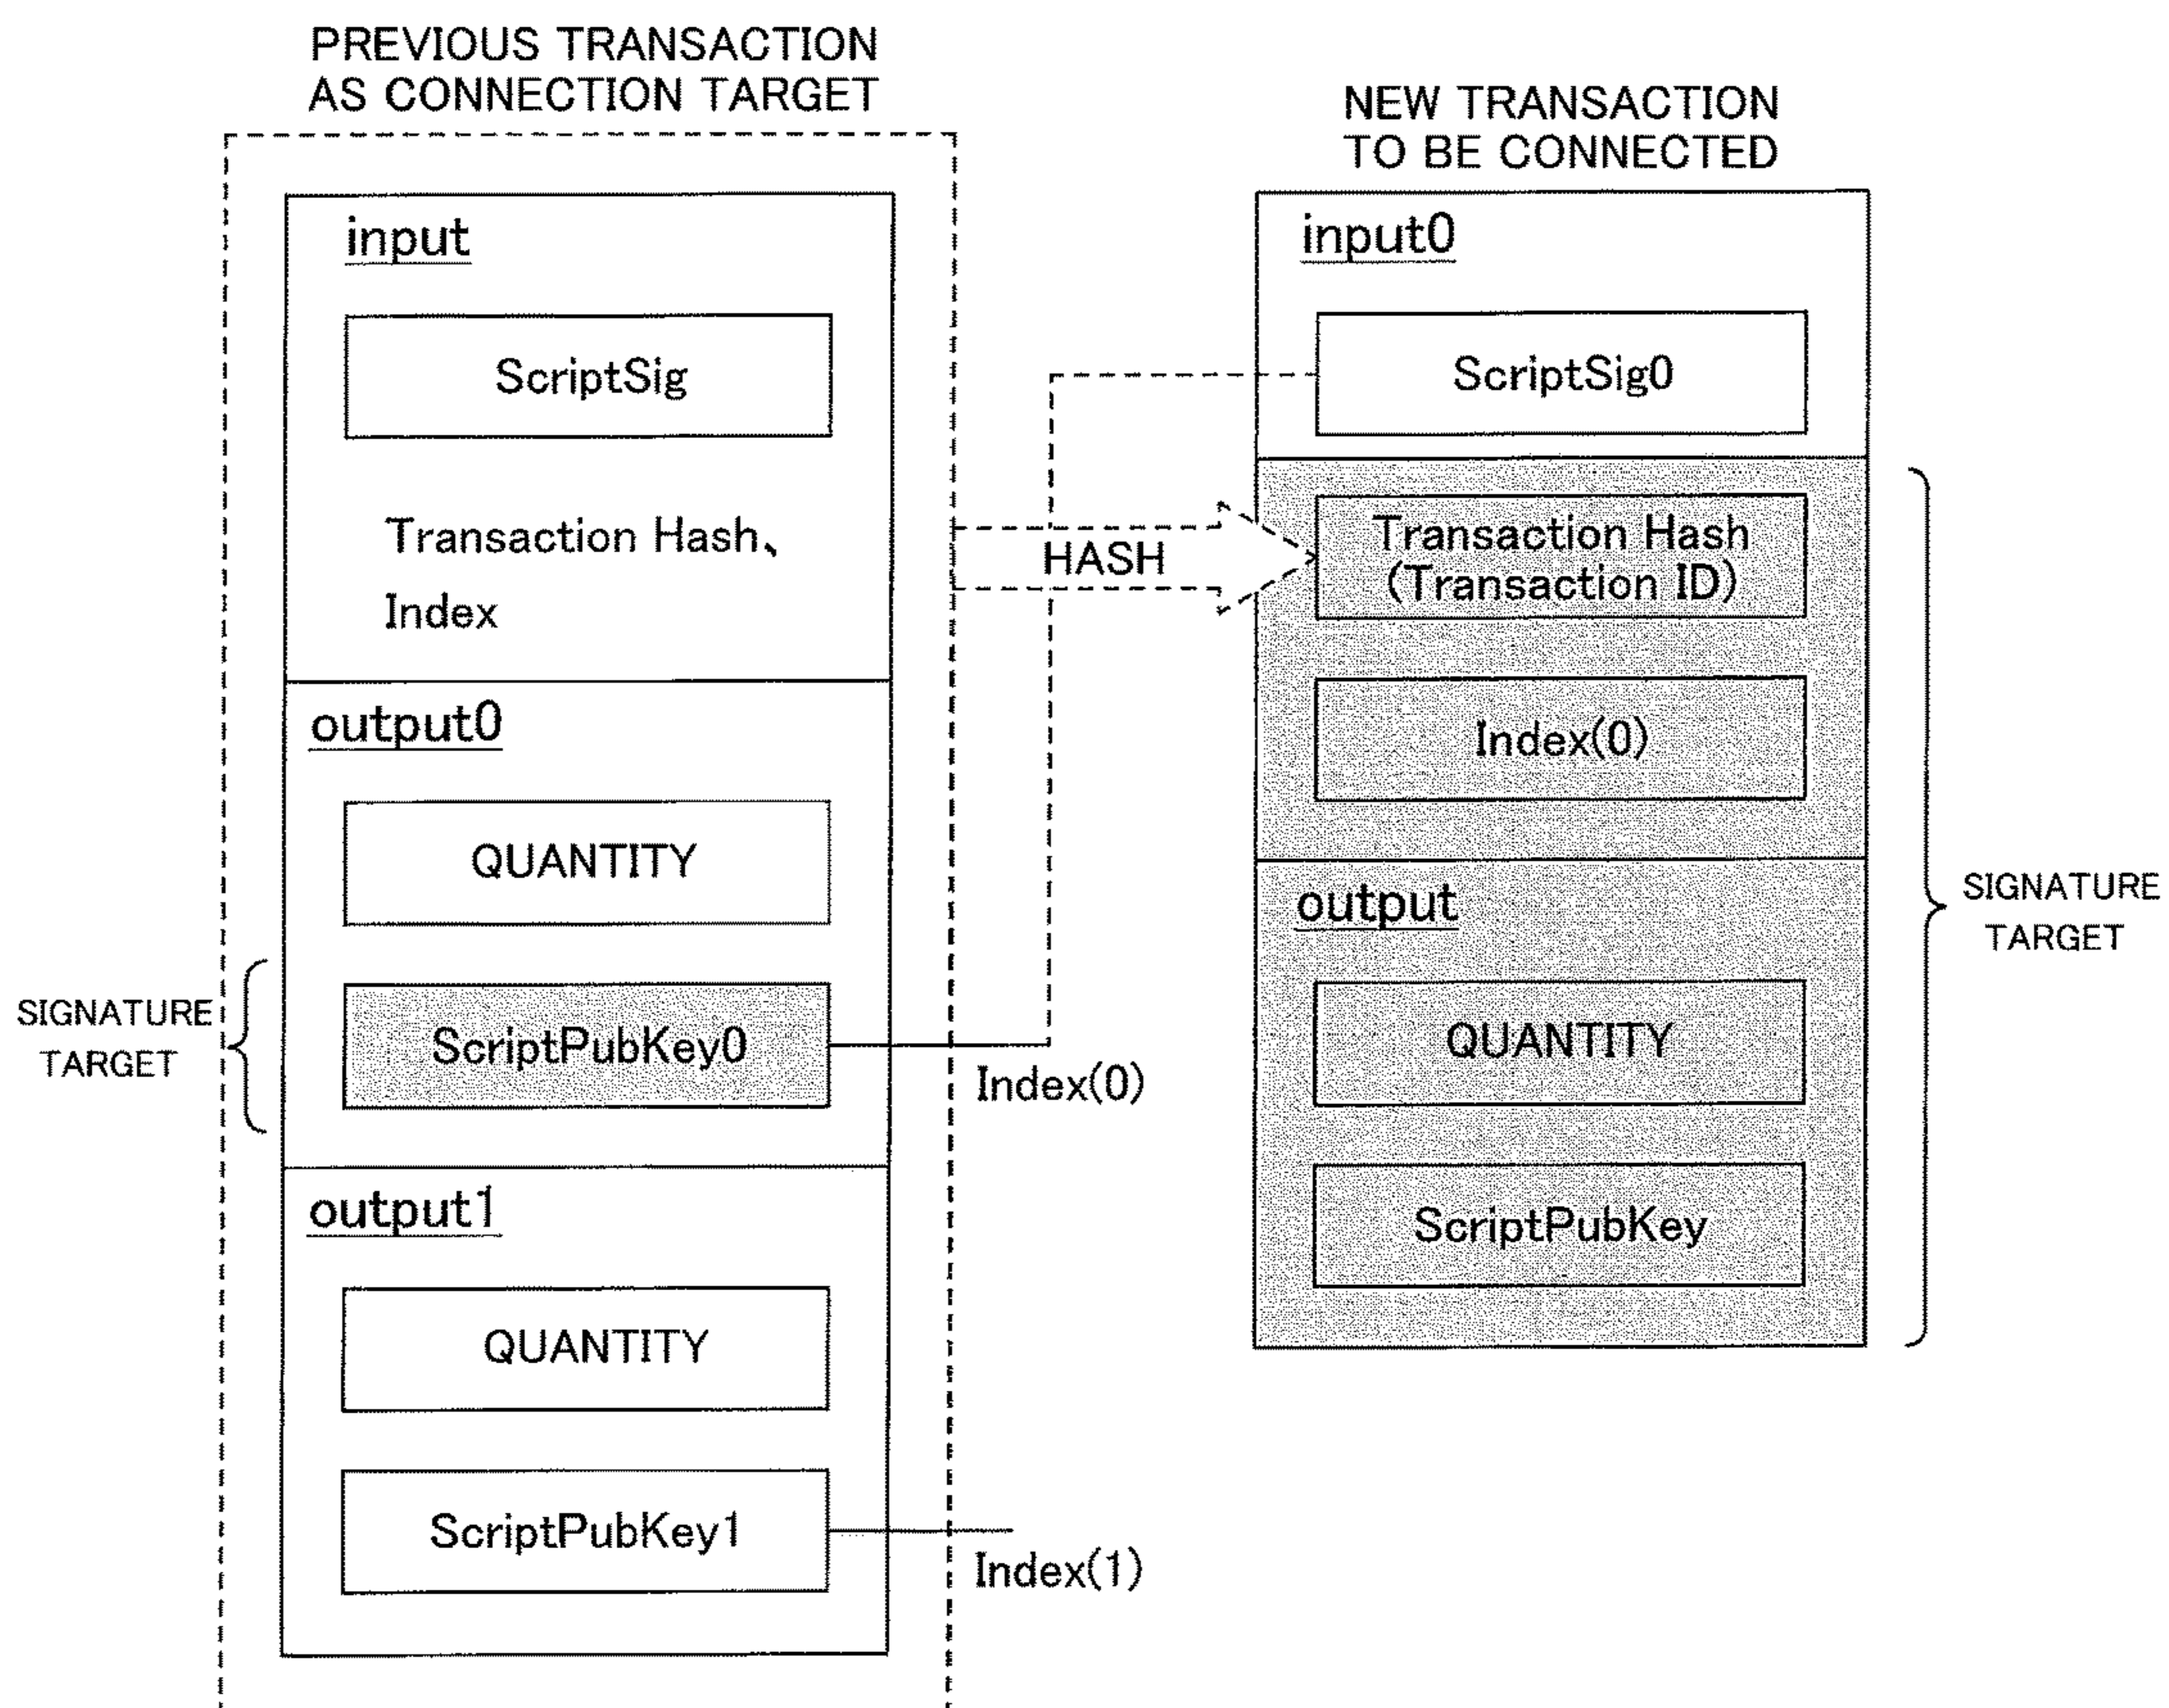 PREVIOUS TRANSACTION
AS CONNECTION TARGET
input
ScriptSig
Transaction Hash、
Index
output0
QUANTITY
SIGNATURE
TARGET
ScriptPubKey0
Index(0)
output1
QUANTITY
ScriptPubKey1
Index(1)
HASH
NEW TRANSACTION
TO BE CONNECTED
input0
ScriptSig0
Transaction Hash
(Transaction ID)
Index(0)
output
QUANTITY
ScriptPubKey
SIGNATURE
TARGET